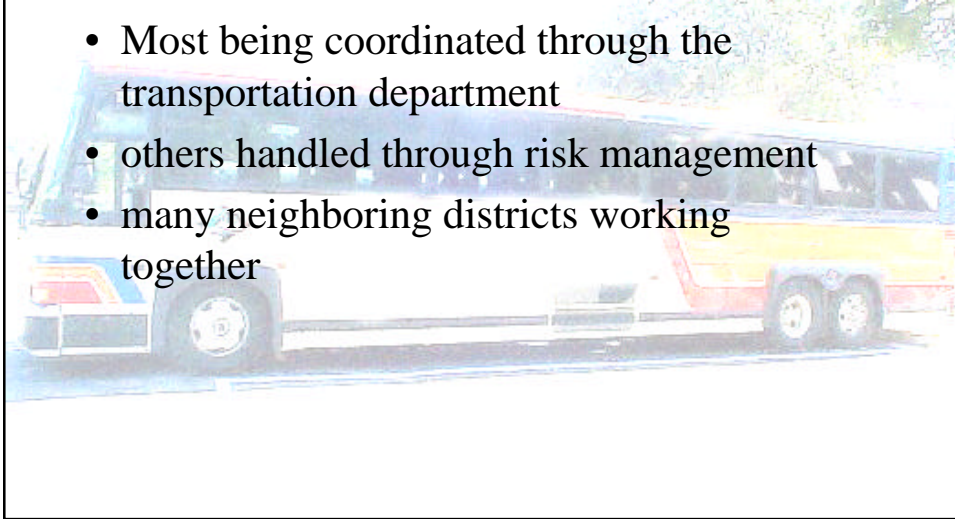 • Most being coordinated through the
transportation department
• others handled through risk management
• many neighboring districts working
together